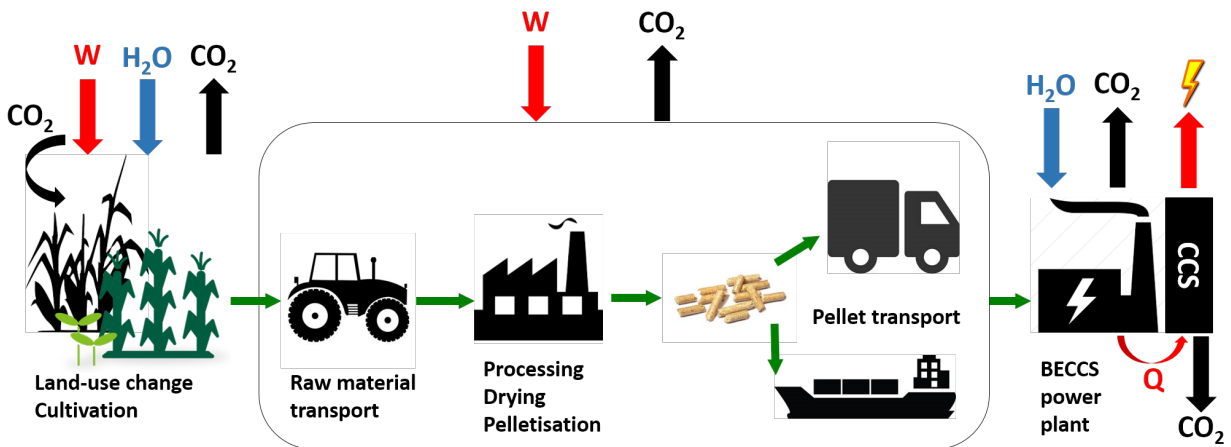 W
H₂O
CO₂
CO₂
Land-use change
Cultivation
W
CO₂
Raw material
transport
Processing
Drying
Pelletisation
Pellet transport
H₂O
CO₂
CCS
Q
BECCS
power
plant
CO₂